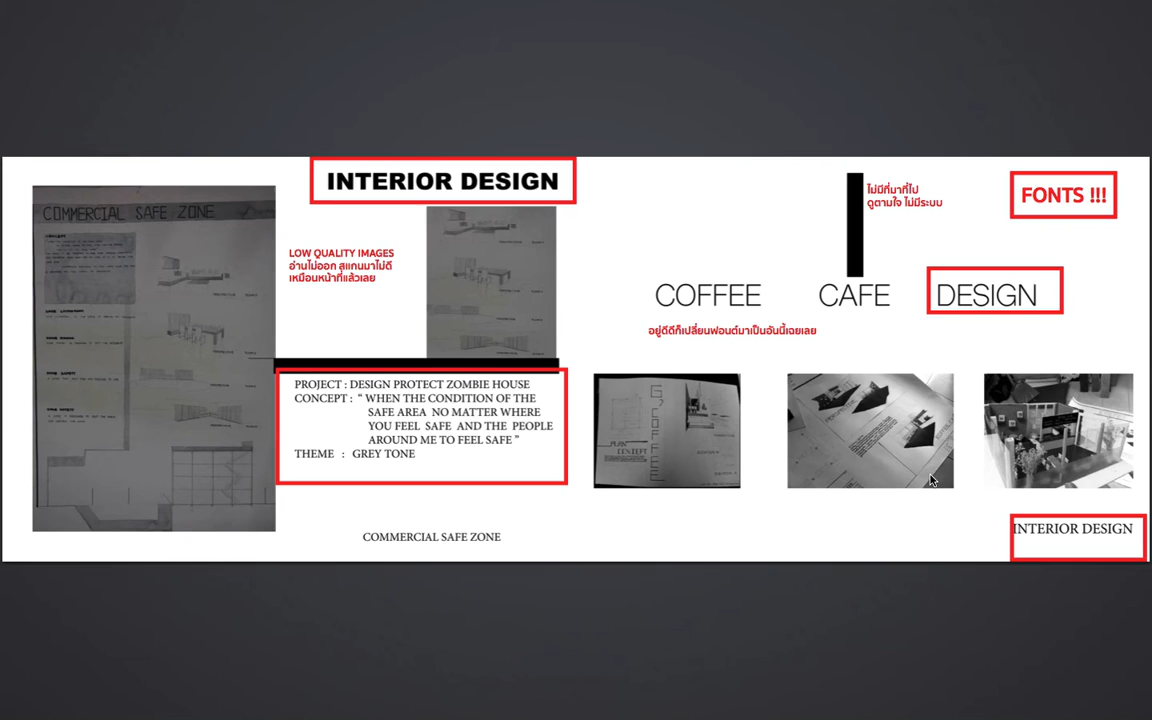 INTERIOR DESIGN
COMMERCIAL SAFE ZONE
LOW QUALITY IMAGES
อ่านไม่ออก สแกนมาไม่ดี
เหมือนหน้าที่แล้วเลย
PROJECT : DESIGN PROTECT ZOMBIE HOUSE
CONCEPT : “ WHEN THE CONDITION OF THE
SAFE AREA NO MATTER WHERE
YOU FEEL SAFE AND THE PEOPLE
AROUND ME TO FEEL SAFE ”
THEME : GREY TONE
COMMERCIAL SAFE ZONE
ไม่มีที่มาที่ไป
ดูตามใจ ไม่มีระบบ
FONTS !!!
COFFEE CAFE DESIGN
อยู่ดีดีก็เปลี่ยนฟอนต์มาเป็นอันนี้เฉยเลย
G'COFFEE
PLAN
CONCEPT
INTERIOR DESIGN